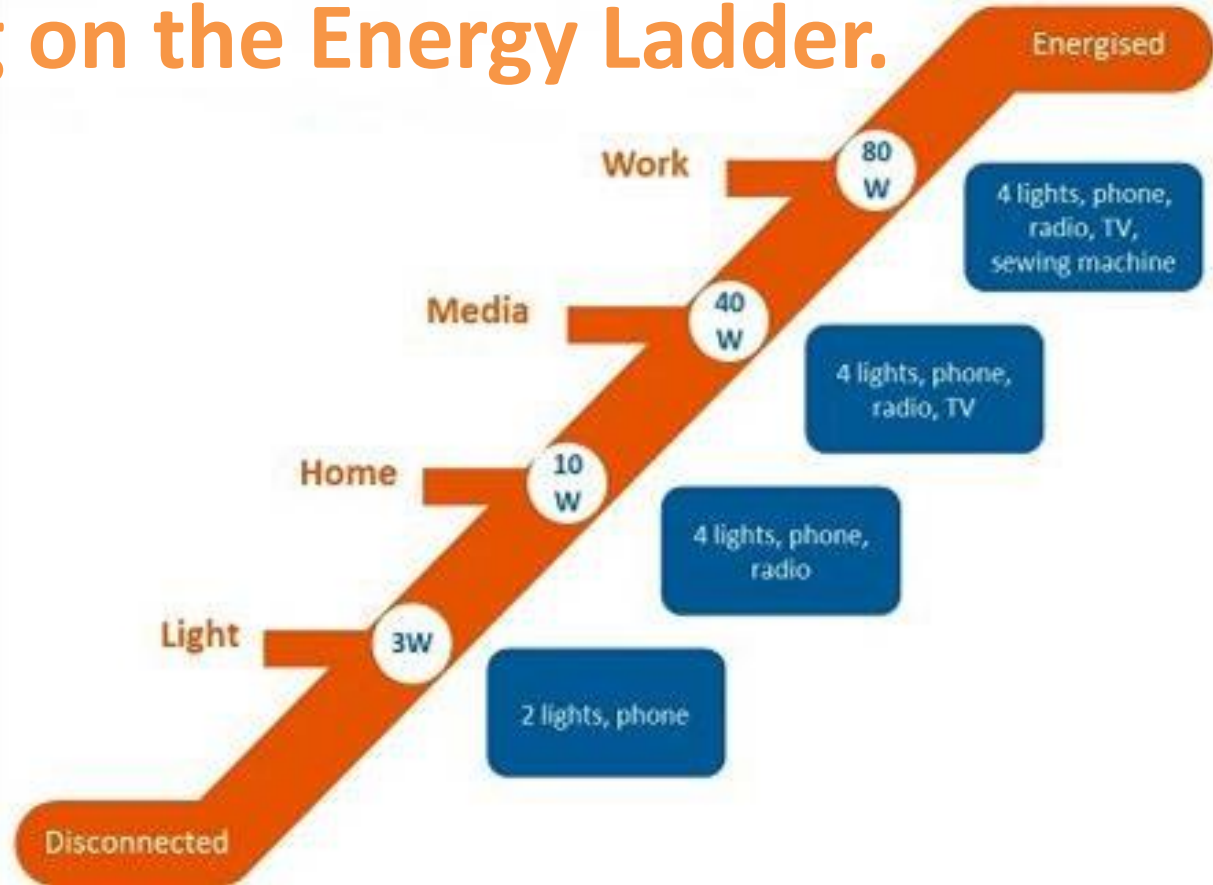 on the Energy Ladder.
Energised
Work
80
W
4 lights, phone,
radio, TV,
sewing machine
Media
40
W
4 lights, phone,
radio, TV
Home
10
W
4 lights, phone,
radio
Light
3W
2 lights, phone
Disconnected